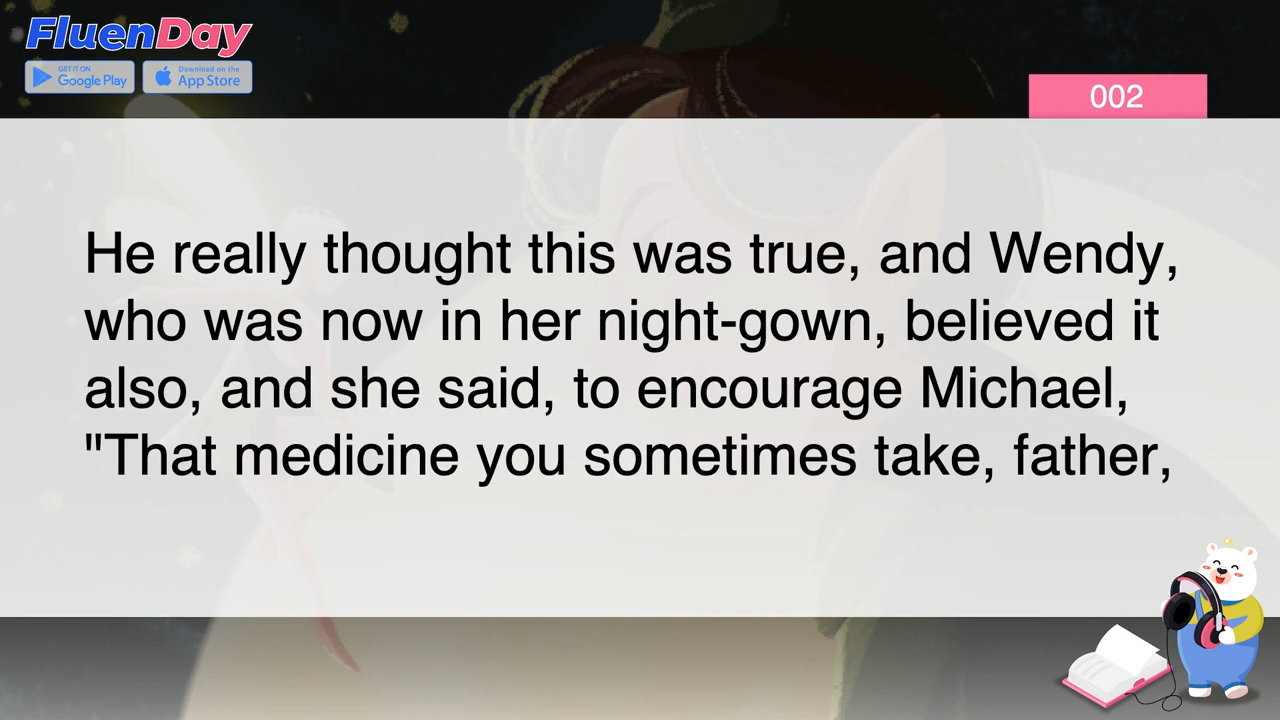 FluenDay
GET IT ON
Google Play
Download on the
App Store
002
He really thought this was true, and Wendy,
who was now in her night-gown, believed it
also, and she said, to encourage Michael,
"That medicine you sometimes take, father,